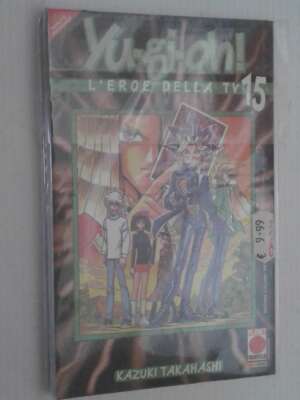 Yu-gi-oh!
L'EROE DELLA TV
15
€ 9.99
KAZUKI TAKAHASHI